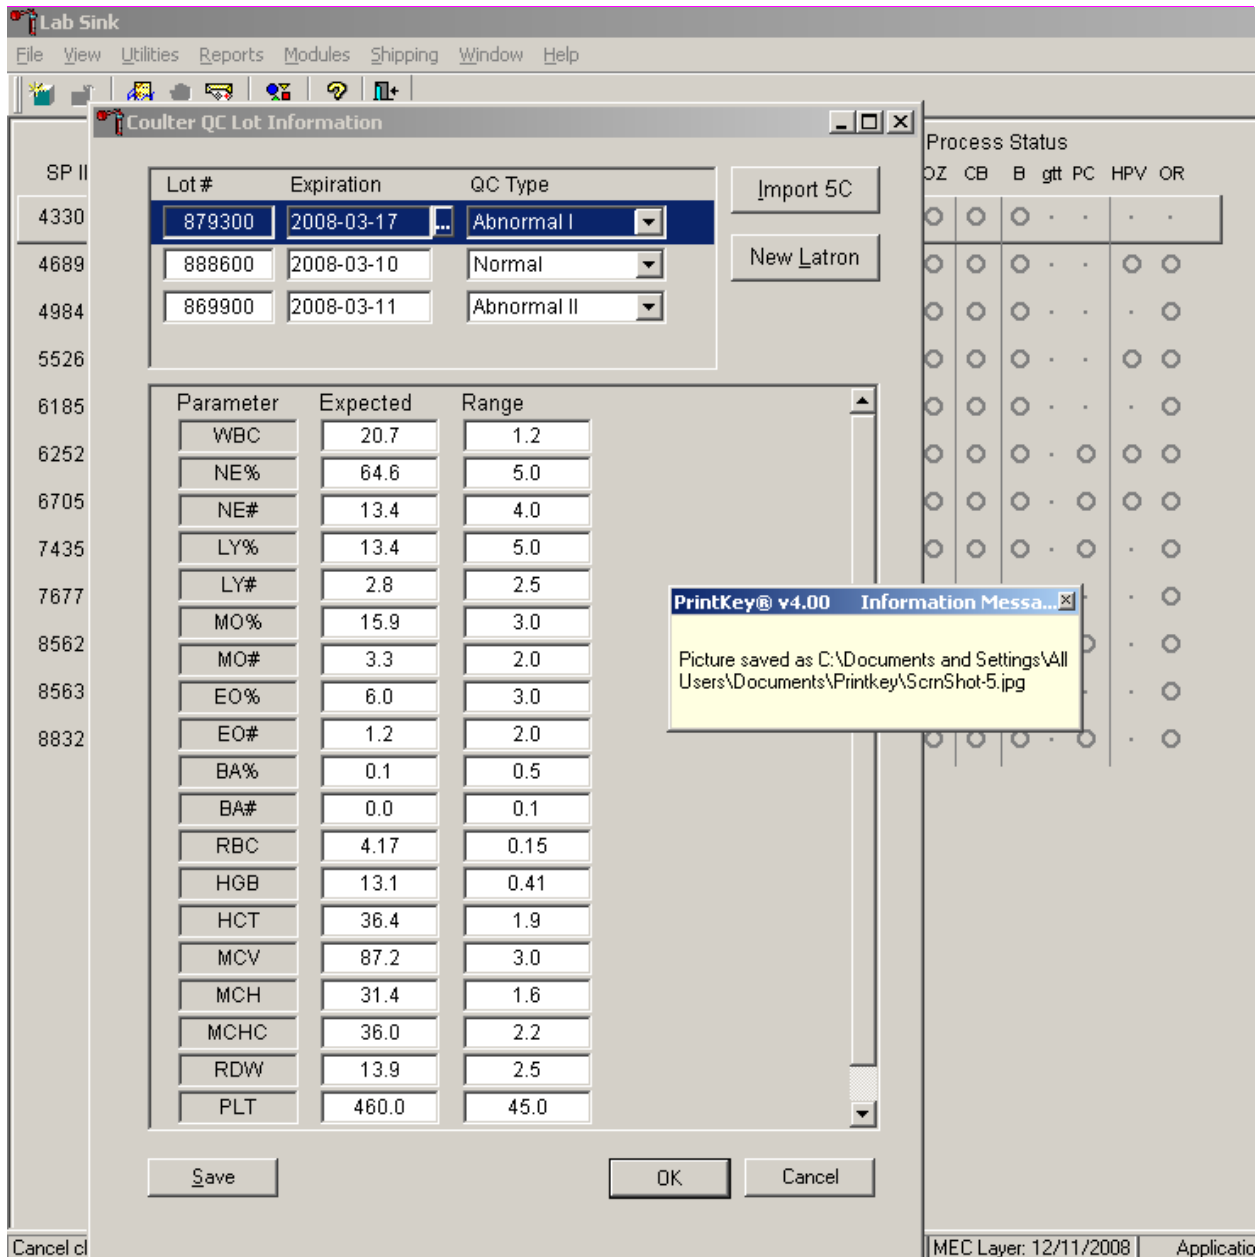 Lab Sink
File View Utilities Reports Modules Shipping Window Help
Coulter QC Lot Information
Process Status
SP II
OZ CB B gtt PC HPV OR
Lot # Expiration QC Type
Import 5C
4330
879300 2008-03-17 ... Abnormal I
4689
888600 2008-03-10 Normal
New Latron
4984
869900 2008-03-11 Abnormal II
5526
6185
Parameter Expected Range
WBC 20.7 1.2
6252
NE% 64.6 5.0
6705
NE# 13.4 4.0
7435
LY% 13.4 5.0
7677
LY# 2.8 2.5
PrintKey® v4.00 Information Messa...
MO% 15.9 3.0
8562
MO# 3.3 2.0
Picture saved as C:\Documents and Settings\All
Users\Documents\Printkey\ScrnShot-5.jpg
8563
EO% 6.0 3.0
8832
EO# 1.2 2.0
BA% 0.1 0.5
BA# 0.0 0.1
RBC 4.17 0.15
HGB 13.1 0.41
HCT 36.4 1.9
MCV 87.2 3.0
MCH 31.4 1.6
MCHC 36.0 2.2
RDW 13.9 2.5
PLT 460.0 45.0
Save OK Cancel
Cancel cl
MEC Layer: 12/11/2008 Applicatio